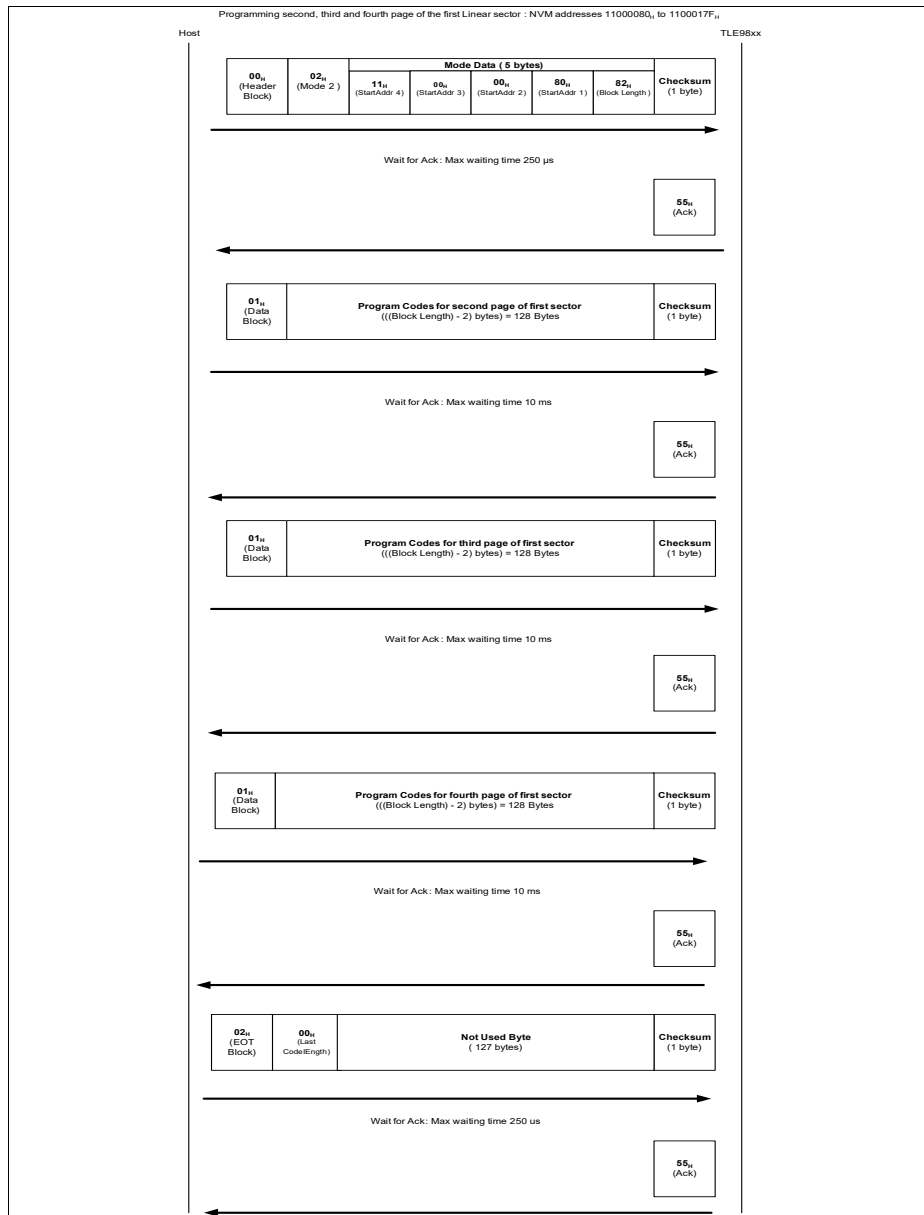 Programming second, third and fourth page of the first Linear sector : NVM addresses 11000080H to 1100017FH
Host
TLE98xx
00H
(Header
Block)
02H
(Mode 2 )
Mode Data ( 5 bytes)
11H
(StartAddr 4)
00H
(StartAddr 3)
00H
(StartAddr 2)
80H
(StartAddr 1)
82H
(Block Length )
Checksum
(1 byte)
Wait for Ack : Max waiting time 250 µs
55H
(Ack)
01H
(Data
Block)
Program Codes for second page of first sector
(((Block Length) - 2) bytes) = 128 Bytes
Checksum
(1 byte)
Wait for Ack : Max waiting time 10 ms
55H
(Ack)
01H
(Data
Block)
Program Codes for third page of first sector
(((Block Length) - 2) bytes) = 128 Bytes
Checksum
(1 byte)
Wait for Ack : Max waiting time 10 ms
55H
(Ack)
01H
(Data
Block)
Program Codes for fourth page of first sector
(((Block Length) - 2) bytes) = 128 Bytes
Checksum
(1 byte)
Wait for Ack : Max waiting time 10 ms
55H
(Ack)
02H
(EOT
Block)
00H
(Last
CodelEngth)
Not Used Byte
( 127 bytes)
Checksum
(1 byte)
Wait for Ack: Max waiting time 250 us
55H
(Ack)